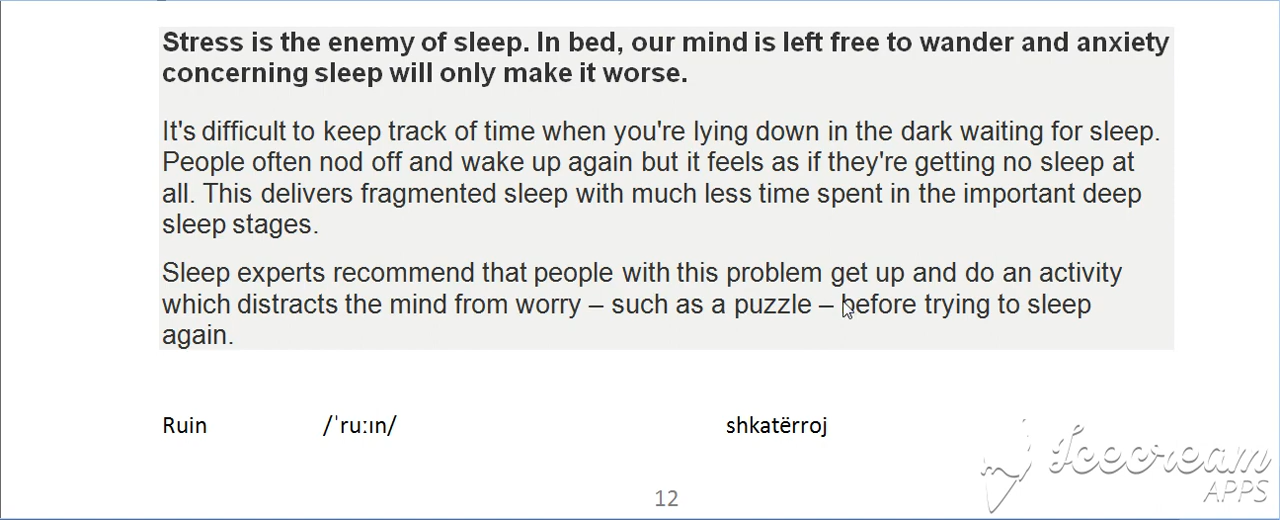 Stress is the enemy of sleep. In bed, our mind is left free to wander and anxiety
concerning sleep will only make it worse.
It's difficult to keep track of time when you're lying down in the dark waiting for sleep.
People often nod off and wake up again but it feels as if they're getting no sleep at
all. This delivers fragmented sleep with much less time spent in the important deep
sleep stages.
Sleep experts recommend that people with this problem get up and do an activity
which distracts the mind from worry – such as a puzzle – before trying to sleep
again.
Ruin /ˈruːɪn/ shkatërroj
12
Icecream
APPS